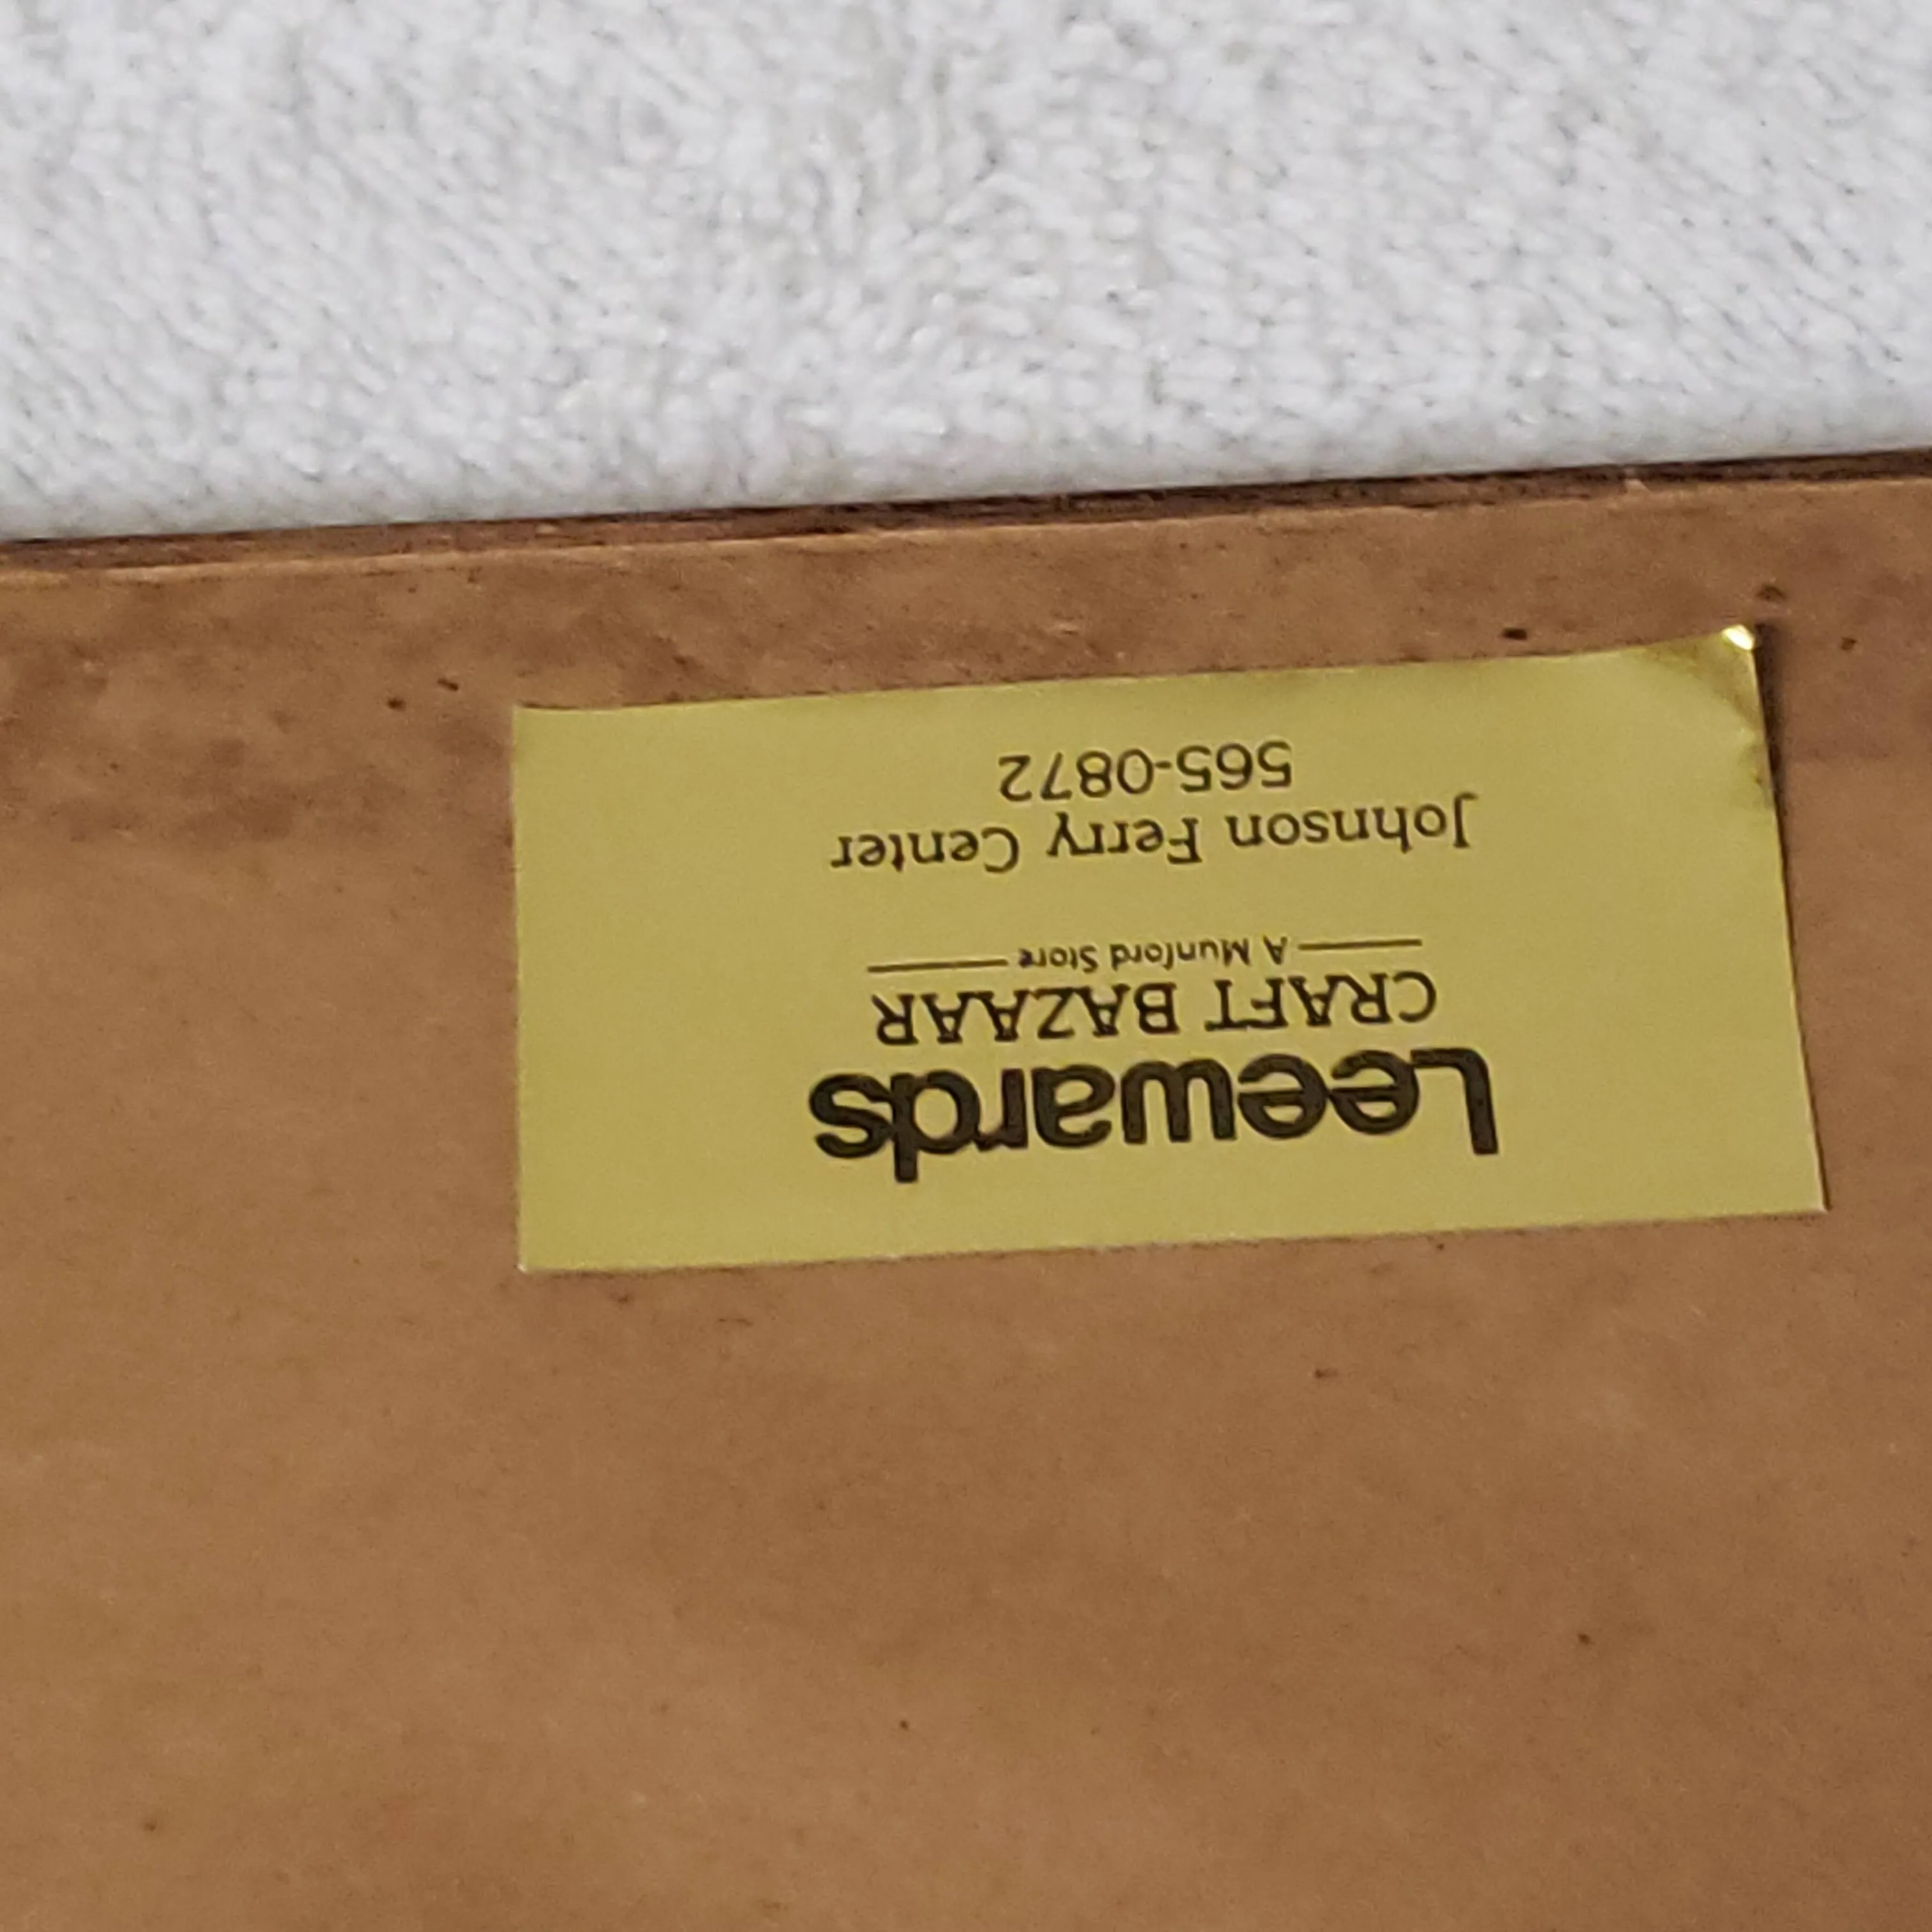 Leewards
CRAFT BAZAAR
A Munford Store
Johnson Ferry Center
565-0872